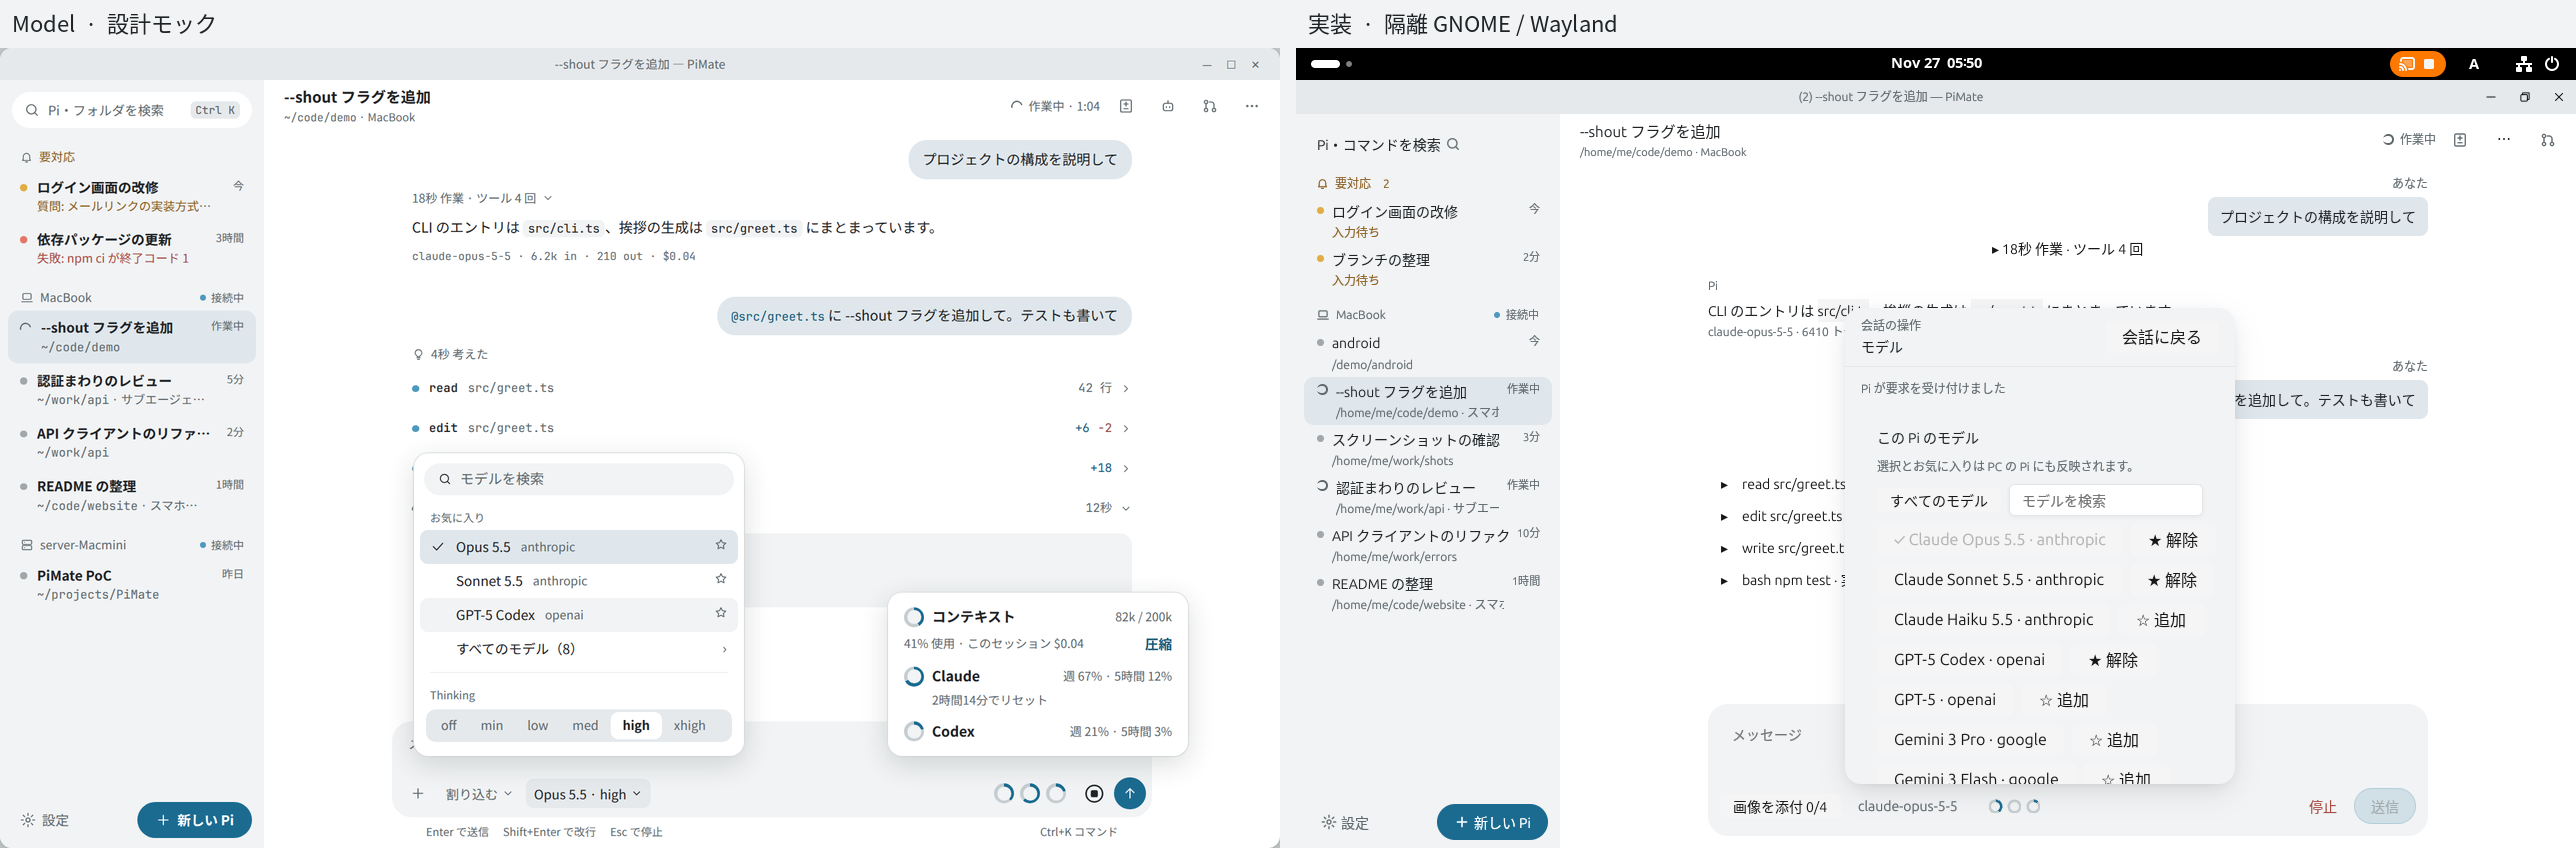 Model · 設計モック
--shout フラグを追加 — PiMate
Pi・フォルダを検索 Ctrl K
要対応
ログイン画面の改修 今
質問: メールリンクの実装方式…
依存パッケージの更新 3時間
失敗: npm ci が終了コード 1
MacBook 接続中
--shout フラグを追加 作業中
~/code/demo
認証まわりのレビュー 5分
~/work/api · サブエージェ…
API クライアントのリファ… 2分
~/work/api
README の整理 1時間
~/code/website · スマホ…
server-Macmini 接続中
PiMate PoC 昨日
~/projects/PiMate
設定
+ 新しい Pi
--shout フラグを追加
~/code/demo · MacBook
作業中 · 1:04
プロジェクトの構成を説明して
18秒 作業 · ツール 4 回
CLI のエントリは src/cli.ts、挨拶の生成は src/greet.ts にまとまっています。
claude-opus-5-5 · 6.2k in · 210 out · $0.04
@src/greet.ts に --shout フラグを追加して。テストも書いて
4秒 考えた
read src/greet.ts 42 行
edit src/greet.ts +6 -2
+18
12秒
モデルを検索
お気に入り
Opus 5.5 anthropic
Sonnet 5.5 anthropic
GPT-5 Codex openai
すべてのモデル（8）
Thinking
off min low med high xhigh
コンテキスト 82k / 200k
41% 使用 · このセッション $0.04 圧縮
Claude 週 67% · 5時間 12%
2時間14分でリセット
Codex 週 21% · 5時間 3%
割り込む Opus 5.5 · high
Enter で送信 Shift+Enter で改行 Esc で停止 Ctrl+K コマンド
実装 · 隔離 GNOME / Wayland
Nov 27 05:50
A
(2) --shout フラグを追加 — PiMate
Pi・コマンドを検索
要対応 2
ログイン画面の改修 今
入力待ち
ブランチの整理 2分
入力待ち
MacBook 接続中
android 今
/demo/android
--shout フラグを追加 作業中
/home/me/code/demo · スマホ
スクリーンショットの確認 3分
/home/me/work/shots
認証まわりのレビュー 作業中
/home/me/work/api · サブエー
API クライアントのリファク 10分
/home/me/work/errors
README の整理 1時間
/home/me/code/website · スマホ
設定
+ 新しい Pi
--shout フラグを追加
/home/me/code/demo · MacBook
作業中
あなた
プロジェクトの構成を説明して
▸ 18秒 作業 · ツール 4 回
Pi
CLI のエントリは src/cli
claude-opus-5-5 · 6410 ト
あなた
を追加して。テストも書いて
▸ read src/greet.ts
▸ edit src/greet.ts
▸ write src/greet.t
▸ bash npm test ·
会話の操作
モデル
会話に戻る
Pi が要求を受け付けました
この Pi のモデル
選択とお気に入りは PC の Pi にも反映されます。
すべてのモデル モデルを検索
✓ Claude Opus 5.5 · anthropic ★ 解除
Claude Sonnet 5.5 · anthropic ★ 解除
Claude Haiku 5.5 · anthropic ☆ 追加
GPT-5 Codex · openai ★ 解除
GPT-5 · openai ☆ 追加
Gemini 3 Pro · google ☆ 追加
Gemini 3 Flash · google ☆ 追加
メッセージ
画像を添付 0/4 claude-opus-5-5 停止 送信